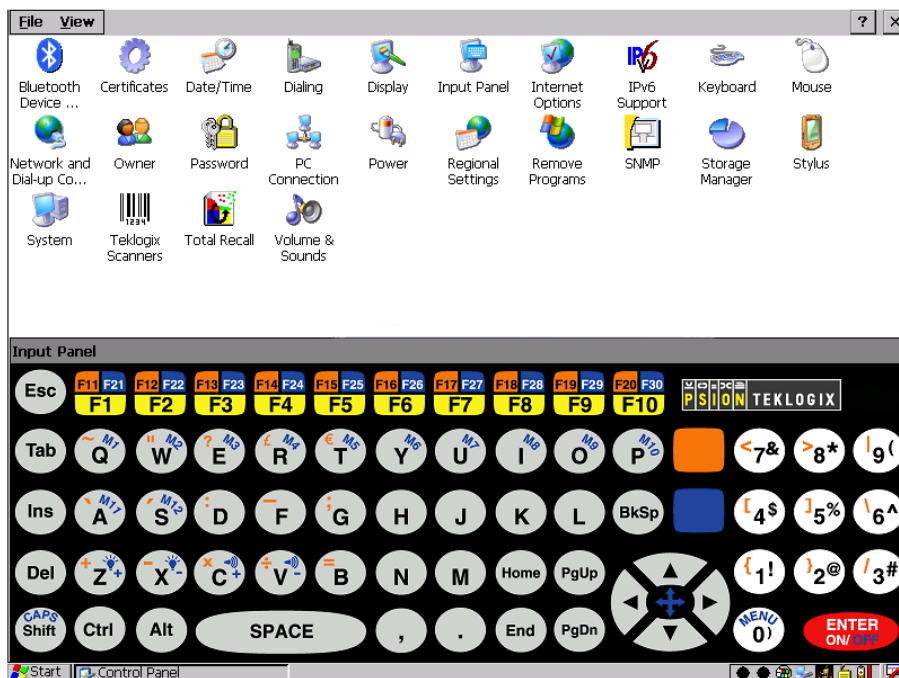 File View ?
Bluetooth Device ... Certificates Date/Time Dialing Display Input Panel Internet Options IPv6 Support Keyboard Mouse
Network and Dial-up Co... Owner Password PC Connection Power Regional Settings Remove Programs SNMP Storage Manager Stylus
System Teklogix Scanners Total Recall Volume & Sounds
Input Panel
Esc F11 F21 F1 F12 F22 F2 F13 F23 F3 F14 F24 F4 F15 F25 F5 F16 F26 F6 F17 F27 F7 F18 F28 F8 F19 F29 F9 F20 F30 F10 PSION TEKLOGIX
Tab ~ M1 Q " M2 W ? M3 E £ M4 R € M5 T M6 Y M7 U M8 I M9 O M10 P < 7& > 8* | 9(
Ins ` M11 A ´ M12 S : D _ F ; G H J K L BkSp [ 4$ ] 5% \ 6^
Del + Z + - X - × C + ÷ V - = B N M Home PgUp { 1! } 2@ / 3#
CAPS Shift Ctrl Alt SPACE , . End PgDn MENU 0) ENTER ON/OFF
Start Control Panel